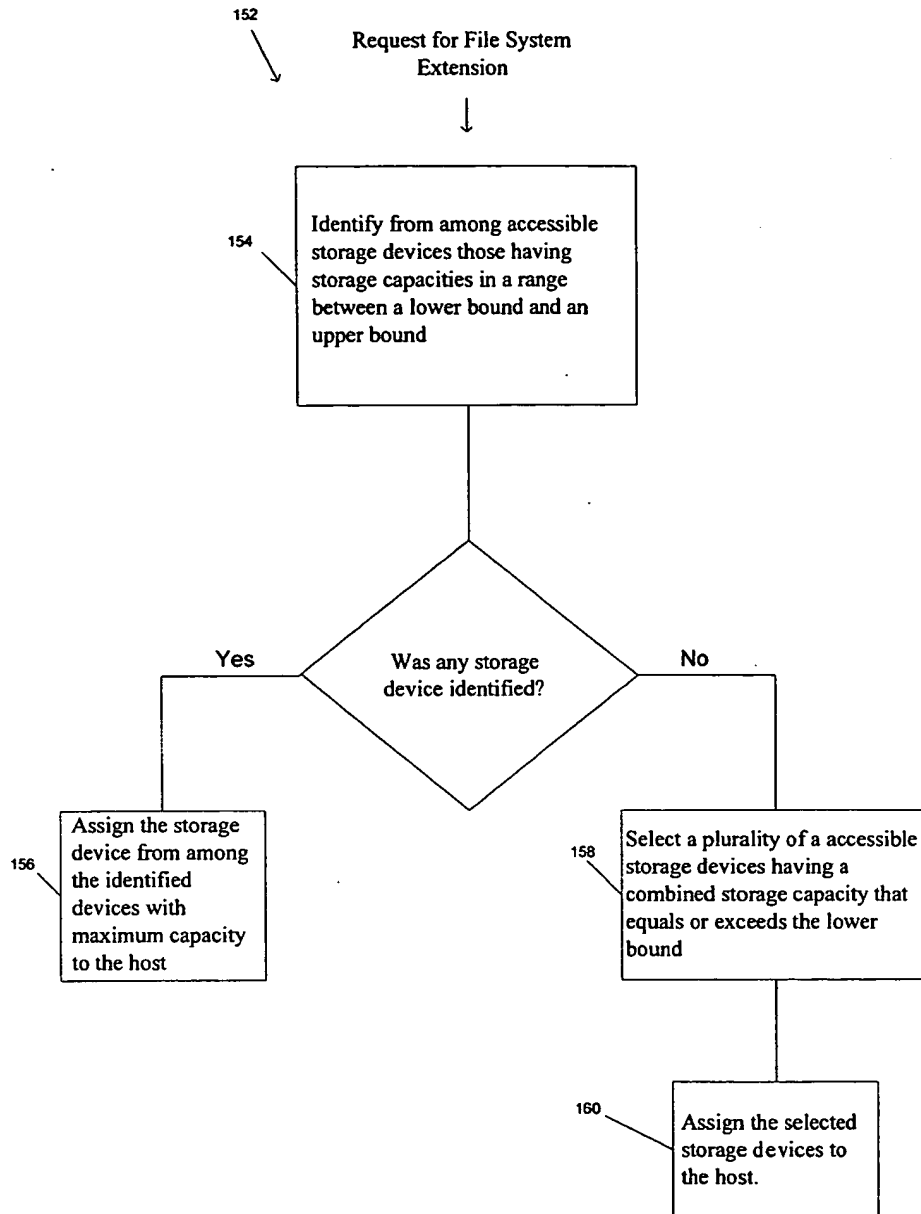 152
Request for File System
Extension
154
Identify from among accessible
storage devices those having
storage capacities in a range
between a lower bound and an
upper bound
Yes
Was any storage
device identified?
No
156
Assign the storage
device from among
the identified
devices with
maximum capacity
to the host
158
Select a plurality of a accessible
storage devices having a
combined storage capacity that
equals or exceeds the lower
bound
160
Assign the selected
storage devices to
the host.